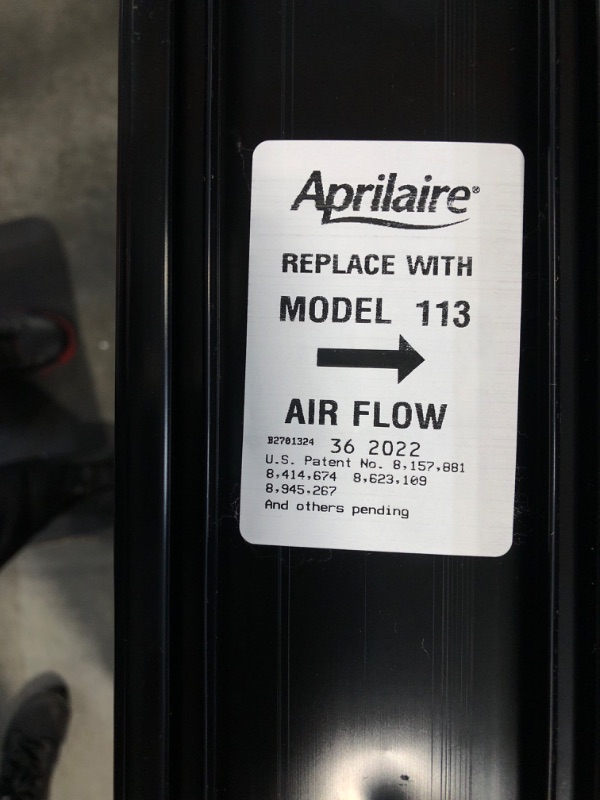 Aprilaire®
REPLACE WITH
MODEL 113
AIR FLOW
B2701324 36 2022
U.S. Patent No. 8,157,881
8,414,674 8,623,109
8,945,267
And others pending